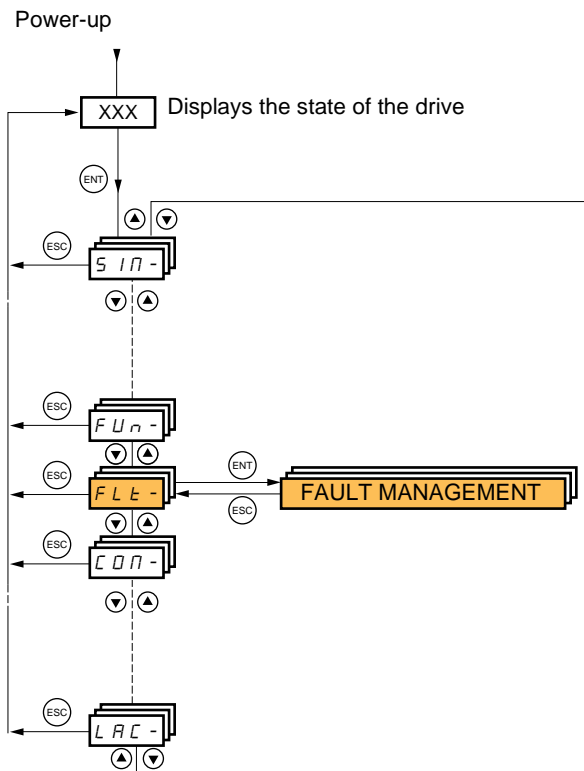 Power-up
XXX
Displays the state of the drive
ENT
ESC
SIM-
ESC
FUn-
ESC
FLt-
ENT
ESC
FAULT MANAGEMENT
ESC
COM-
ESC
LAC-